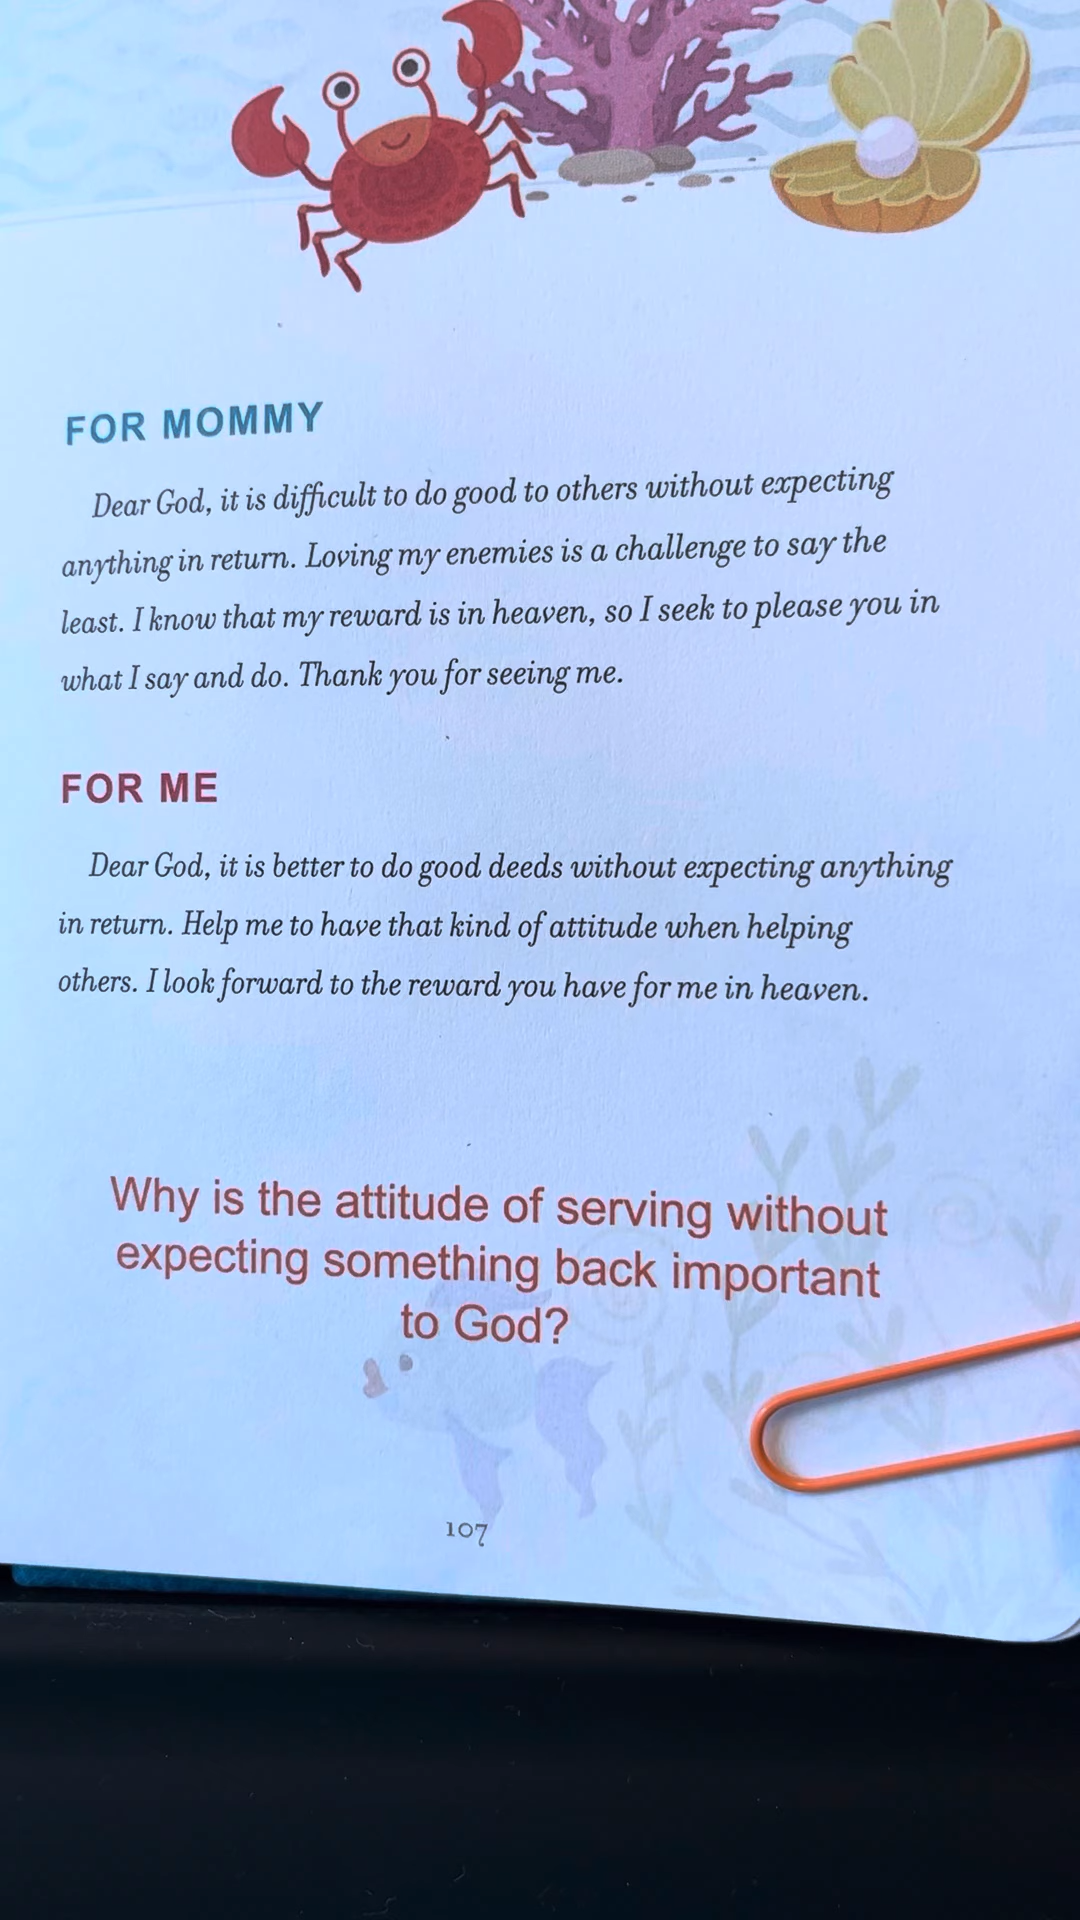 FOR MOMMY
Dear God, it is difficult to do good to others without expecting
anything in return. Loving my enemies is a challenge to say the
least. I know that my reward is in heaven, so I seek to please you in
what I say and do. Thank you for seeing me.
FOR ME
Dear God, it is better to do good deeds without expecting anything
in return. Help me to have that kind of attitude when helping
others. I look forward to the reward you have for me in heaven.
Why is the attitude of serving without
expecting something back important
to God?
107